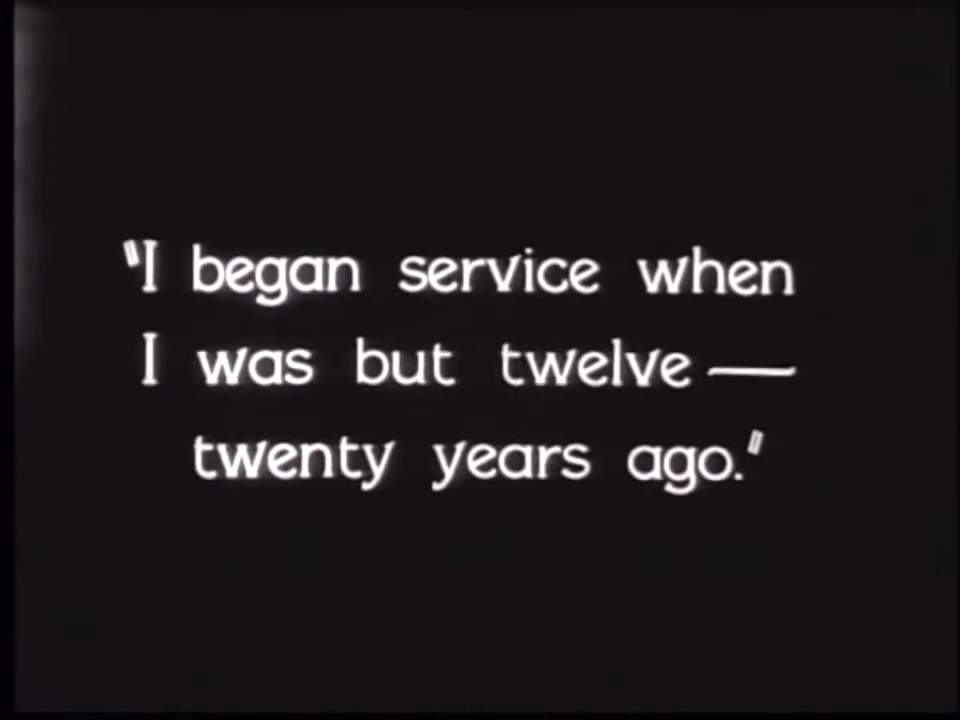 "I began service when
I was but twelve —
twenty years ago."